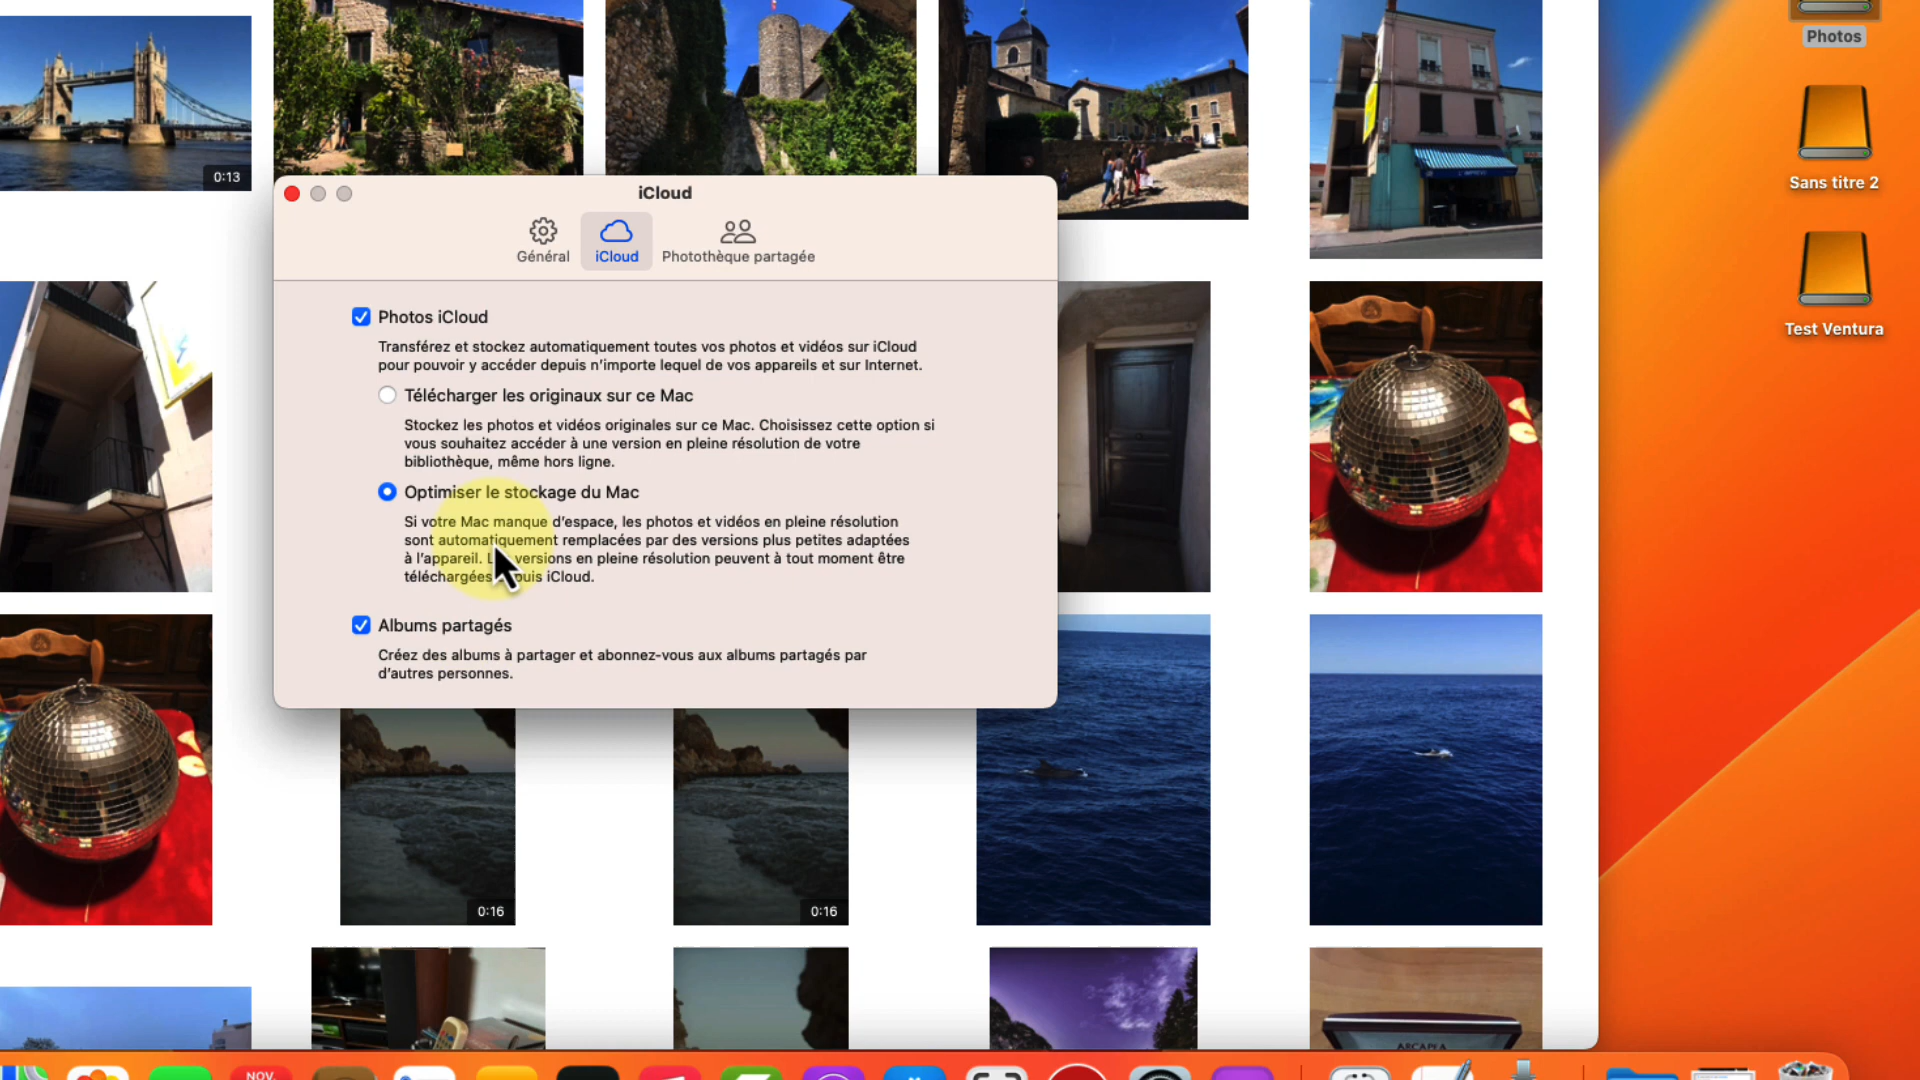 Photos
0:13
Sans titre 2
iCloud
Général
iCloud
Photothèque partagée
Test Ventura
Photos iCloud
Transférez et stockez automatiquement toutes vos photos et vidéos sur iCloud
pour pouvoir y accéder depuis n'importe lequel de vos appareils et sur Internet.
Télécharger les originaux sur ce Mac
Stockez les photos et vidéos originales sur ce Mac. Choisissez cette option si
vous souhaitez accéder à une version en pleine résolution de votre
bibliothèque, même hors ligne.
Optimiser le stockage du Mac
Si votre Mac manque d'espace, les photos et vidéos en pleine résolution
sont automatiquement remplacées par des versions plus petites adaptées
à l'appareil. versions en pleine résolution peuvent à tout moment être
téléchargées iCloud.
Albums partagés
Créez des albums à partager et abonnez-vous aux albums partagés par
d'autres personnes.
0:16
0:16
NOV.